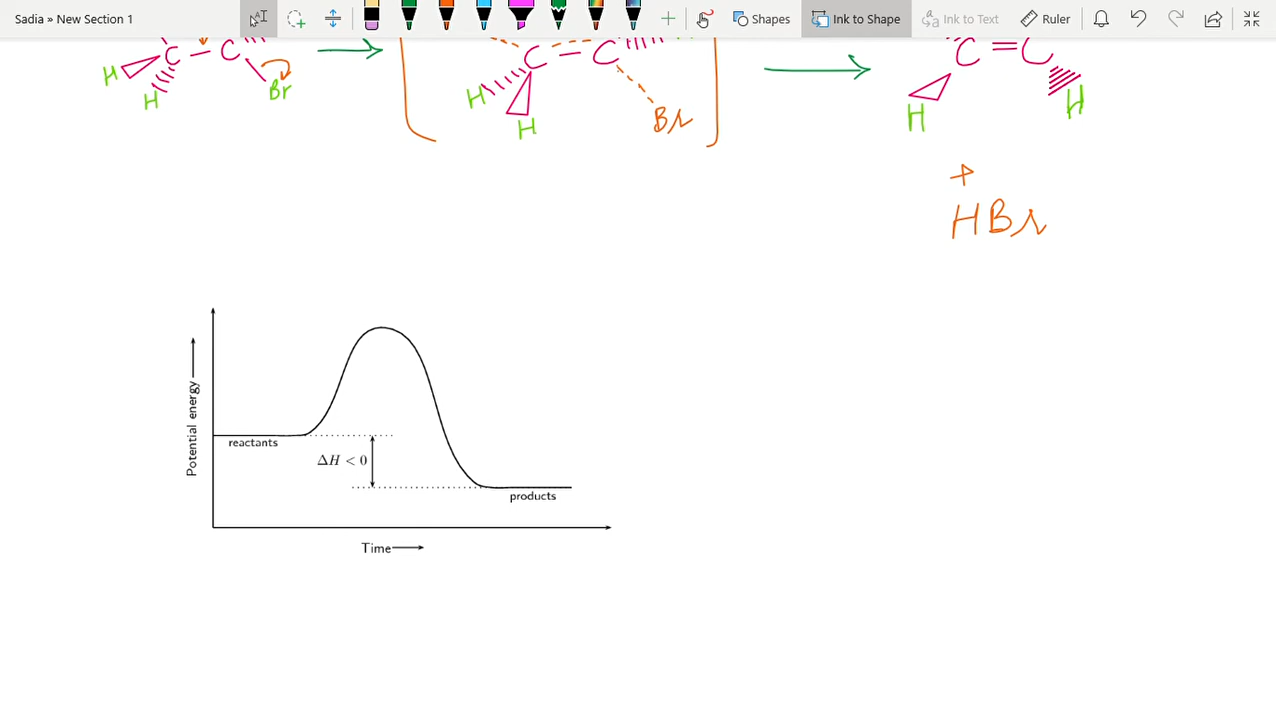 Sadia » New Section 1
Shapes
Ink to Shape
Ink to Text
Ruler
C – C
H
H
Br
C – C
H
H
Br
C = C
H
H
+
HBr
Potential energy
reactants
ΔH < 0
products
Time